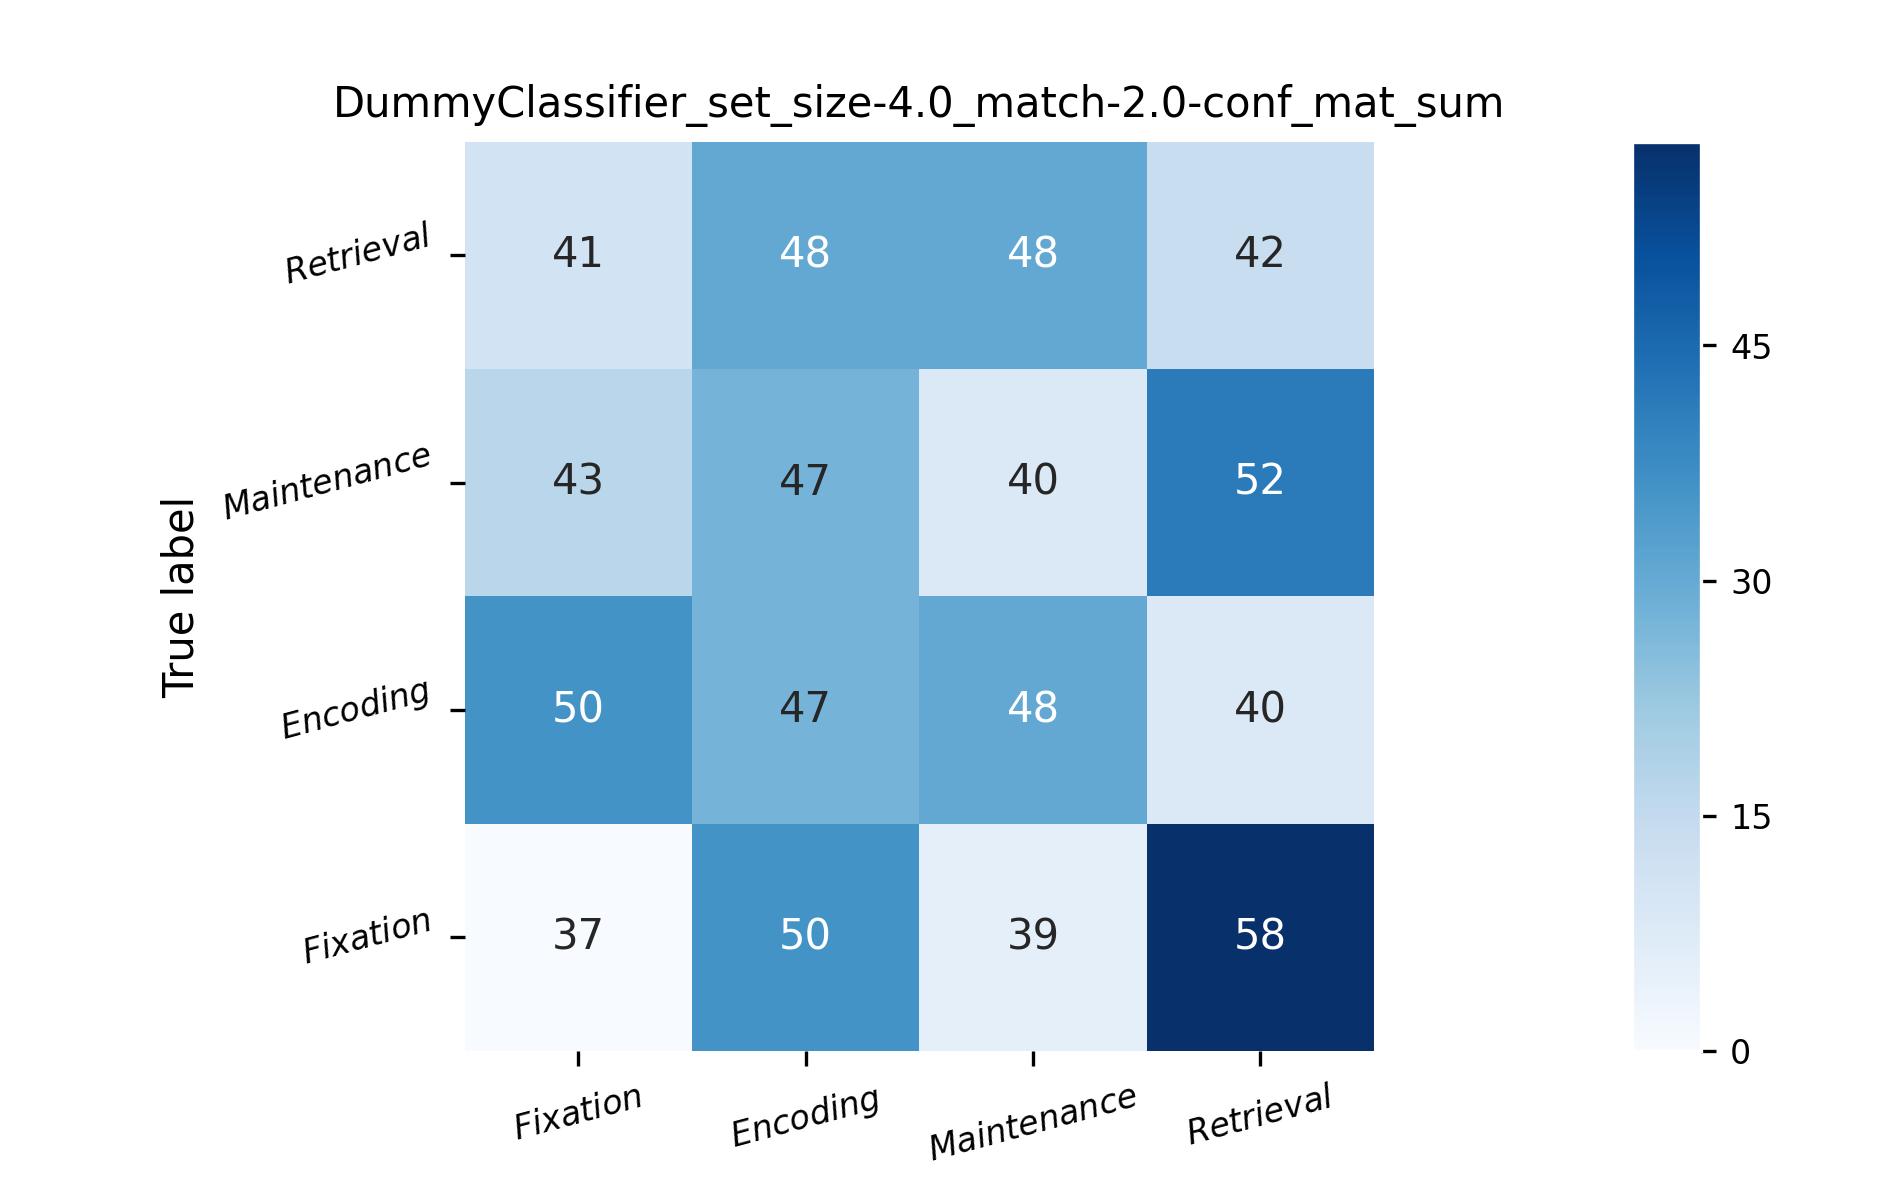 DummyClassifier_set_size-4.0_match-2.0-conf_mat_sum
True label
Retrieval 41 48 48 42
Maintenance 43 47 40 52
Encoding 50 47 48 40
Fixation 37 50 39 58
Fixation Encoding Maintenance Retrieval
45
30
15
0